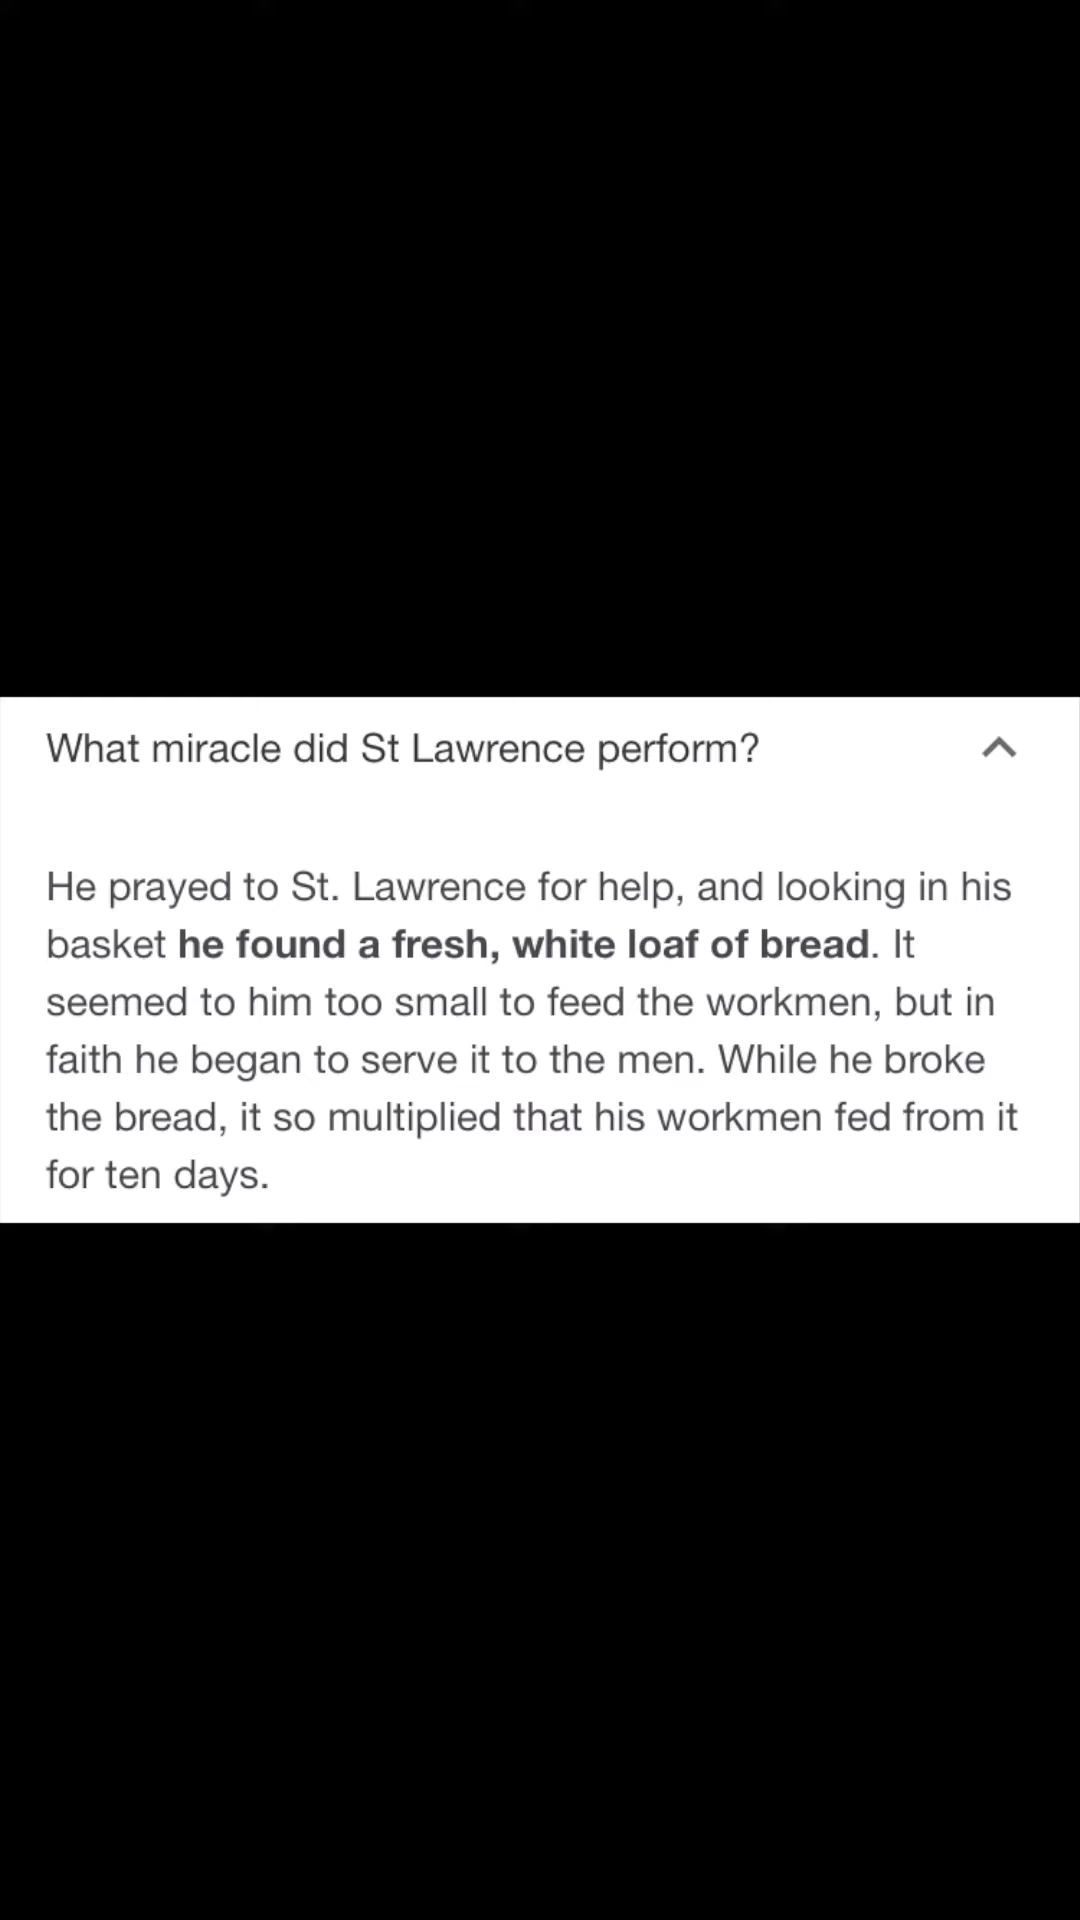 What miracle did St Lawrence perform?
He prayed to St. Lawrence for help, and looking in his
basket he found a fresh, white loaf of bread. It
seemed to him too small to feed the workmen, but in
faith he began to serve it to the men. While he broke
the bread, it so multiplied that his workmen fed from it
for ten days.